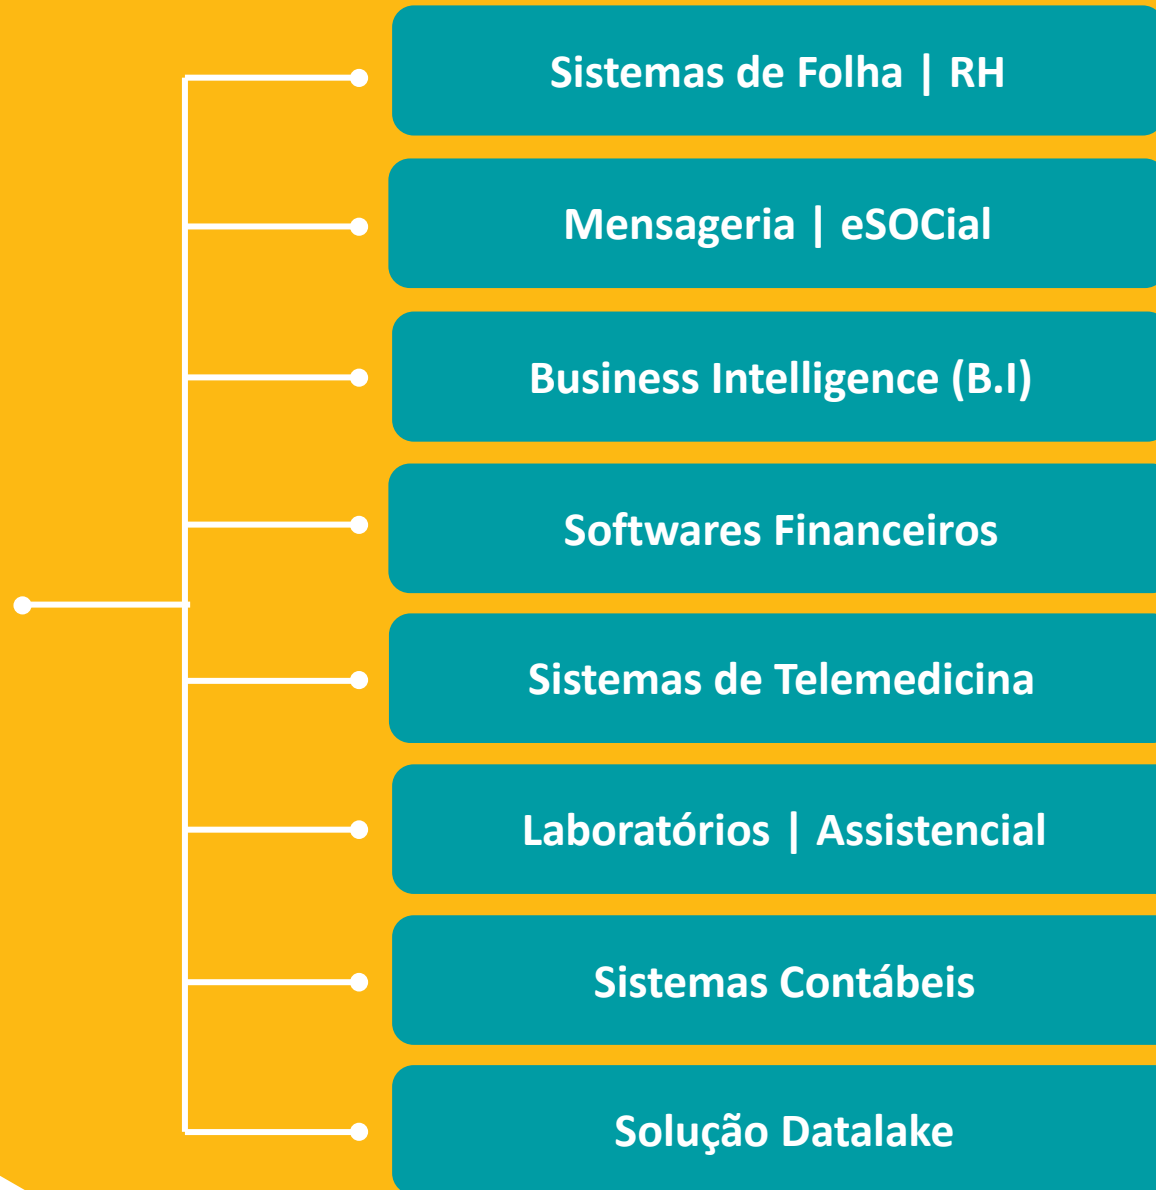 Sistemas de Folha | RH
Mensageria | eSOCial
Business Intelligence (B.I)
Softwares Financeiros
Sistemas de Telemedicina
Laboratórios | Assistencial
Sistemas Contábeis
Solução Datalake